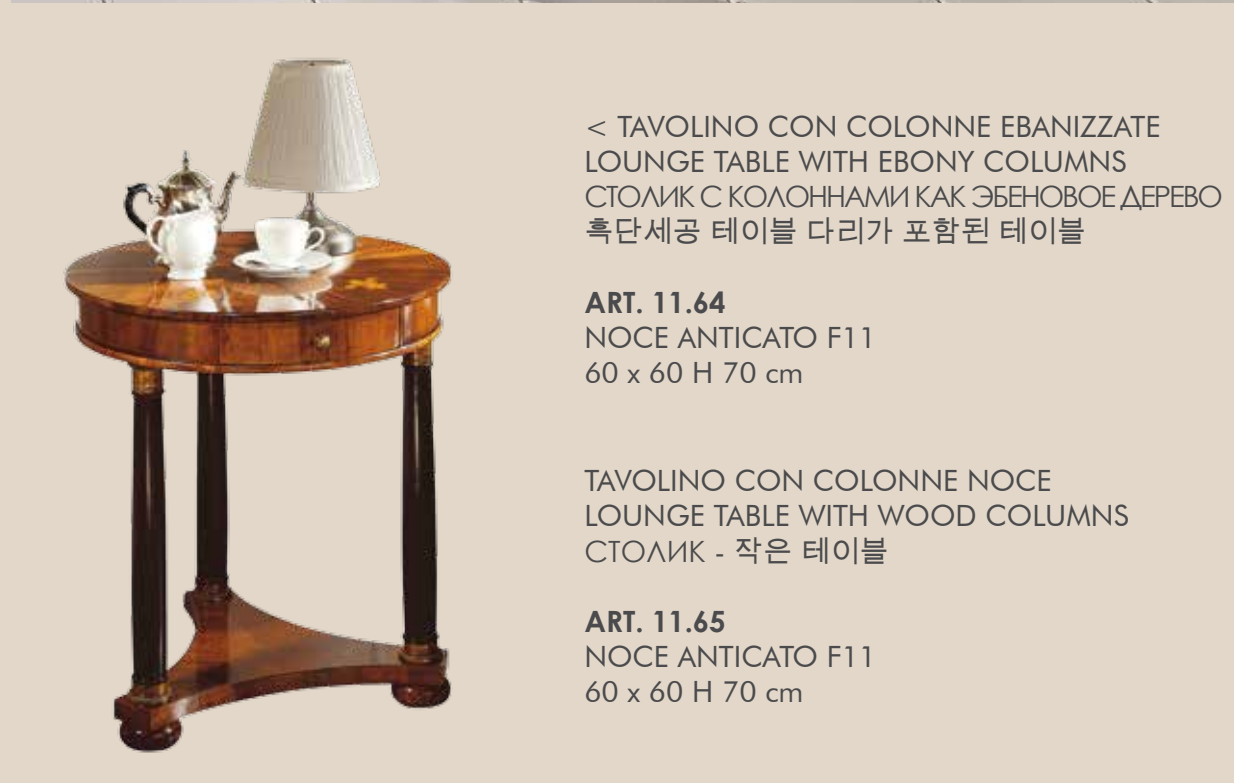 < TAVOLINO CON COLONNE EBANIZZATE
LOUNGE TABLE WITH EBONY COLUMNS
СТОЛИК С КОЛОННАМИ КАК ЭБЕНОВОЕ ДЕРЕВО
흑단세공 테이블 다리가 포함된 테이블
ART. 11.64
NOCE ANTICATO F11
60 x 60 H 70 cm
TAVOLINO CON COLONNE NOCE
LOUNGE TABLE WITH WOOD COLUMNS
СТОЛИК - 작은 테이블
ART. 11.65
NOCE ANTICATO F11
60 x 60 H 70 cm